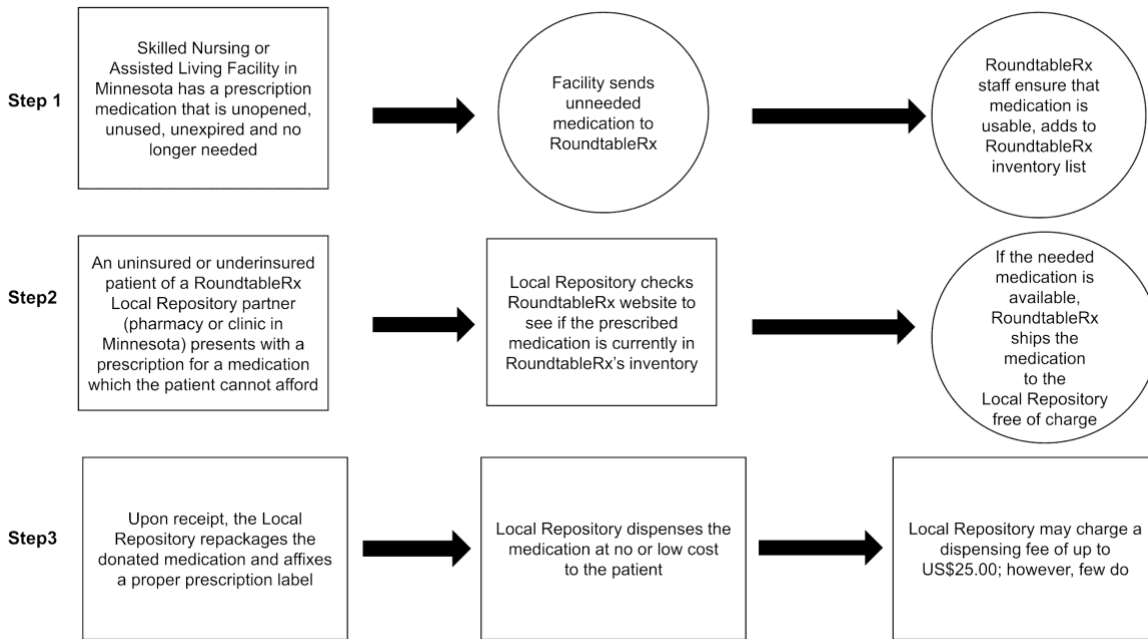 Step 1
Skilled Nursing or
Assisted Living Facility in
Minnesota has a prescription
medication that is unopened,
unused, unexpired and no
longer needed
Facility sends
unneeded
medication to
RoundtableRx
RoundtableRx
staff ensure that
medication is
usable, adds to
RoundtableRx
inventory list
Step2
An uninsured or underinsured
patient of a RoundtableRx
Local Repository partner
(pharmacy or clinic in
Minnesota) presents with a
prescription for a medication
which the patient cannot afford
Local Repository checks
RoundtableRx website to
see if the prescribed
medication is currently in
RoundtableRx’s inventory
If the needed
medication is
available,
RoundtableRx
ships the
medication
to the
Local Repository
free of charge
Step3
Upon receipt, the Local
Repository repackages the
donated medication and affixes
a proper prescription label
Local Repository dispenses the
medication at no or low cost
to the patient
Local Repository may charge a
dispensing fee of up to
US$25.00; however, few do